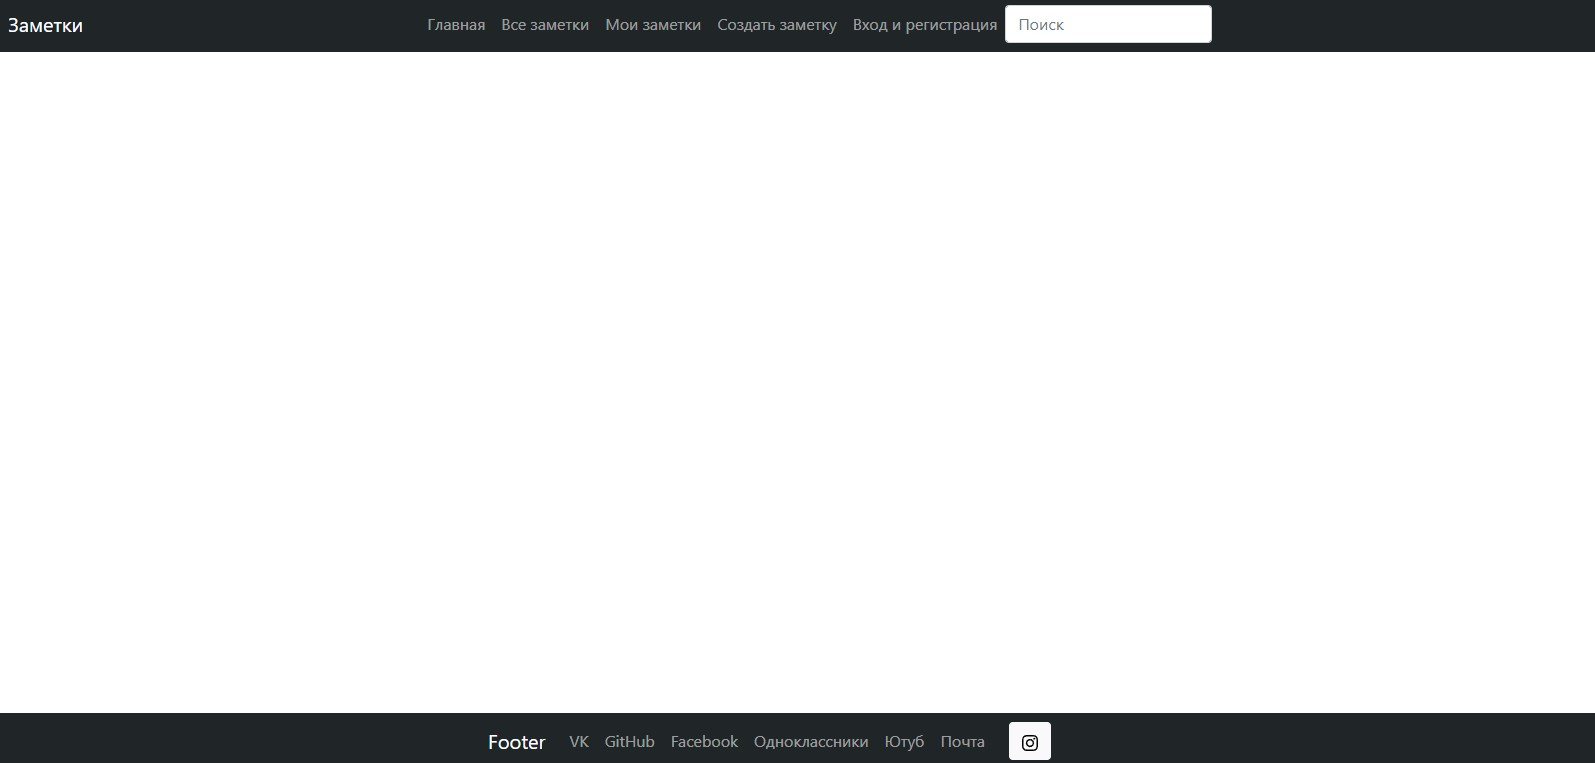 Заметки Главная Все заметки Мои заметки Создать заметку Вход и регистрация Поиск
Footer VK GitHub Facebook Одноклассники Ютуб Почта